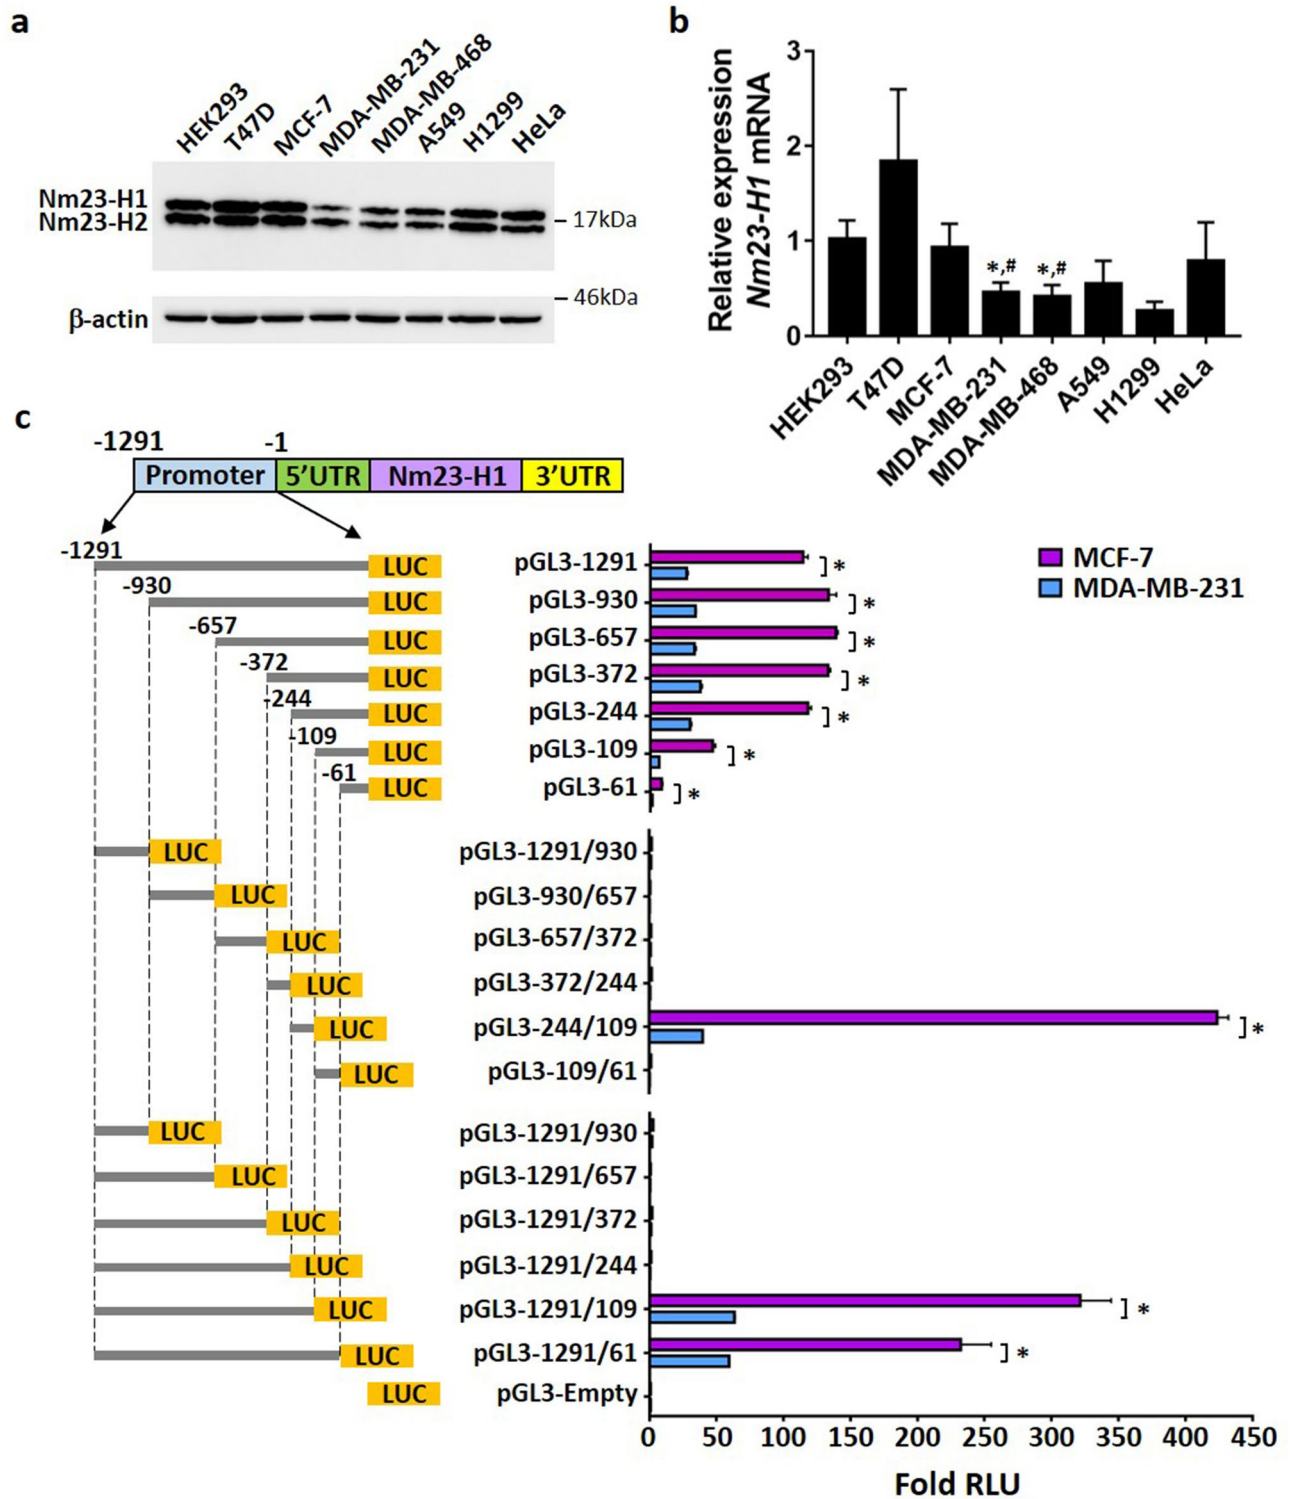 a
HEK293
T47D
MCF-7
MDA-MB-231
MDA-MB-468
A549
H1299
HeLa
Nm23-H1
Nm23-H2
17kDa
46kDa
β-actin
b
Relative expression
Nm23-H1 mRNA
3
2
1
0
*,#
*,#
HEK293
T47D
MCF-7
MDA-MB-231
MDA-MB-468
A549
H1299
HeLa
c
-1291
-1
Promoter
5’UTR
Nm23-H1
3’UTR
MCF-7
MDA-MB-231
-1291
LUC
pGL3-1291
*
-930
LUC
pGL3-930
*
-657
LUC
pGL3-657
*
-372
LUC
pGL3-372
*
-244
LUC
pGL3-244
*
-109
LUC
pGL3-109
*
-61
LUC
pGL3-61
*
LUC
pGL3-1291/930
LUC
pGL3-930/657
LUC
pGL3-657/372
LUC
pGL3-372/244
LUC
pGL3-244/109
*
LUC
pGL3-109/61
LUC
pGL3-1291/930
LUC
pGL3-1291/657
LUC
pGL3-1291/372
LUC
pGL3-1291/244
LUC
pGL3-1291/109
*
LUC
pGL3-1291/61
*
LUC
pGL3-Empty
0 50 100 150 200 250 300 350 400 450
Fold RLU